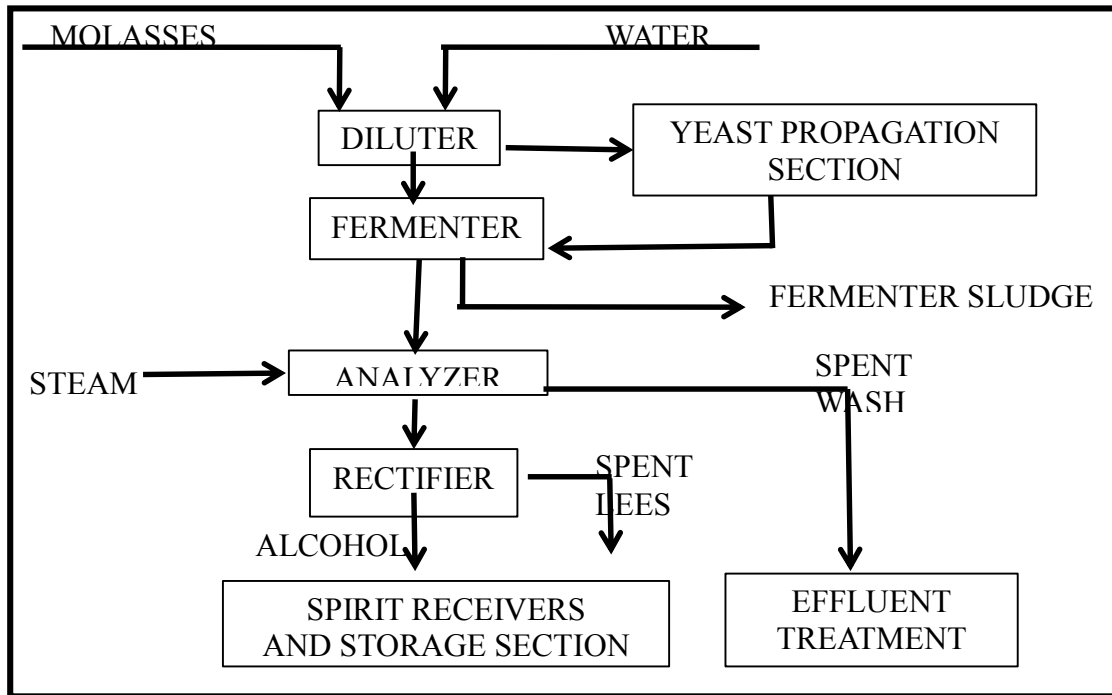 MOLASSES
WATER
DILUTER
YEAST PROPAGATION
SECTION
FERMENTER
FERMENTER SLUDGE
STEAM
ANALYZER
SPENT
WASH
RECTIFIER
SPENT
LEES
ALCOHOL
SPIRIT RECEIVERS
AND STORAGE SECTION
EFFLUENT
TREATMENT